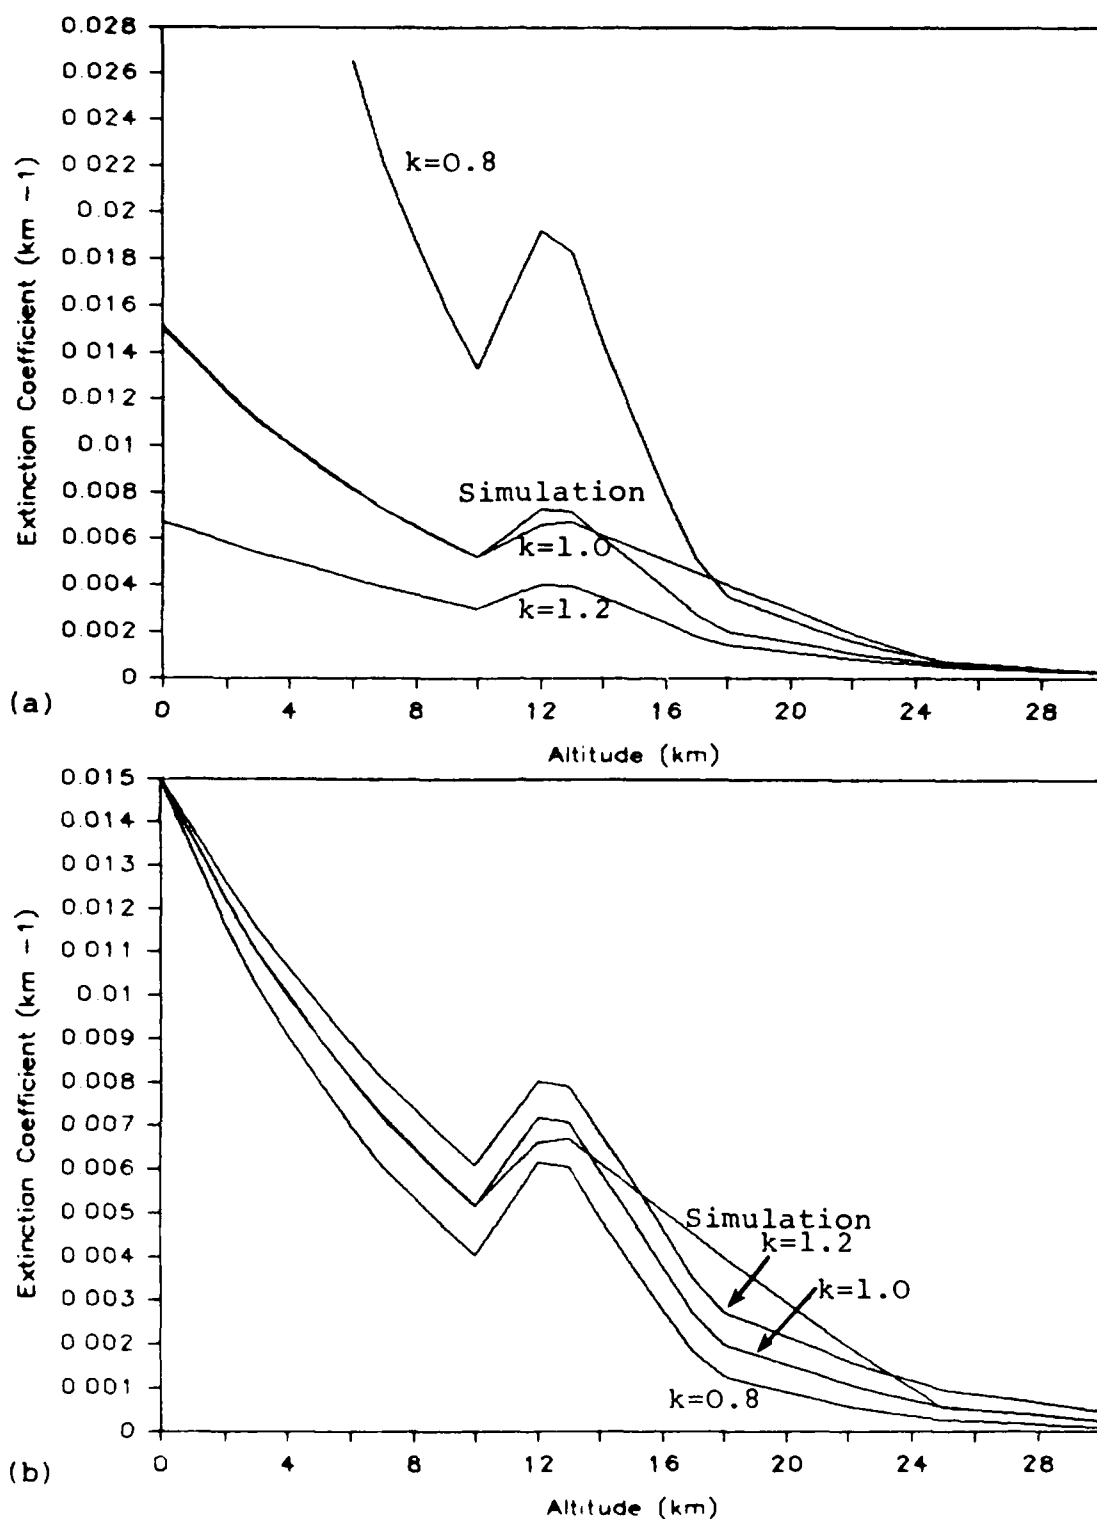 0.028
0.026
0.024
0.022
0.02
0.018
0.016
0.014
0.012
0.01
0.008
0.006
0.004
0.002
0
Extinction Coefficient (km -1)
k=0.8
Simulation
k=1.0
k=1.2
(a)
0 4 8 12 16 20 24 28
Altitude (km)
0.015
0.014
0.013
0.012
0.011
0.01
0.009
0.008
0.007
0.006
0.005
0.004
0.003
0.002
0.001
0
Extinction Coefficient (km -1)
Simulation
k=1.2
k=1.0
k=0.8
(b)
0 4 8 12 16 20 24 28
Altitude (km)